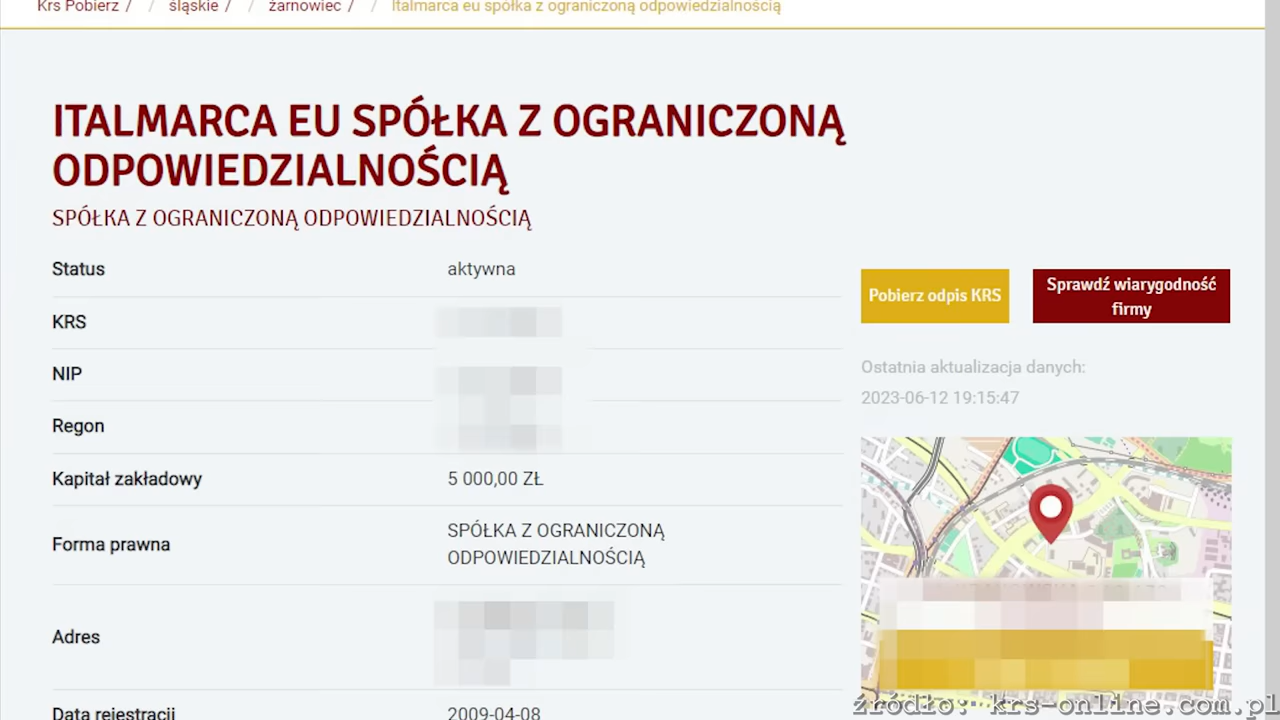 Krs Pobierz / / śląskie / / żarnowiec / / Italmarca eu spółka z ograniczoną odpowiedzialnością
ITALMARCA EU SPÓŁKA Z OGRANICZONĄ
ODPOWIEDZIALNOŚCIĄ
SPÓŁKA Z OGRANICZONĄ ODPOWIEDZIALNOŚCIĄ
Status aktywna
KRS
NIP
Regon
Kapitał zakładowy 5 000,00 ZŁ
Forma prawna SPÓŁKA Z OGRANICZONĄ
ODPOWIEDZIALNOŚCIĄ
Adres
Data rejestracji 2009-04-08
Pobierz odpis KRS
Sprawdź wiarygodność
firmy
Ostatnia aktualizacja danych:
2023-06-12 19:15:47
źródło: krs-online.com.pl